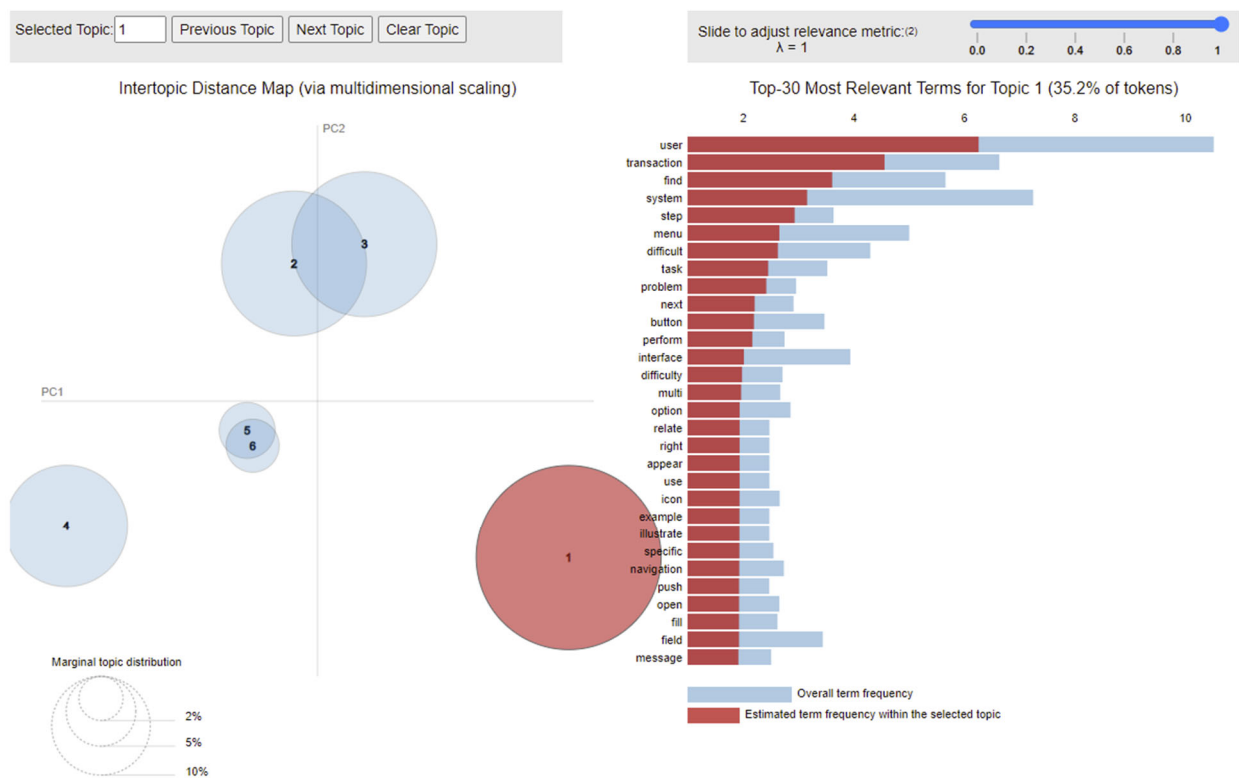 Selected Topic: 1 Previous Topic Next Topic Clear Topic
Slide to adjust relevance metric:(2)
λ = 1
0.0 0.2 0.4 0.6 0.8 1
Intertopic Distance Map (via multidimensional scaling)
PC2
PC1
3
2
5
6
4
1
Marginal topic distribution
2%
5%
10%
Top-30 Most Relevant Terms for Topic 1 (35.2% of tokens)
2 4 6 8 10
user
transaction
find
system
step
menu
difficult
task
problem
next
button
perform
interface
difficulty
multi
option
relate
right
appear
use
icon
example
illustrate
specific
navigation
push
open
fill
field
message
Overall term frequency
Estimated term frequency within the selected topic